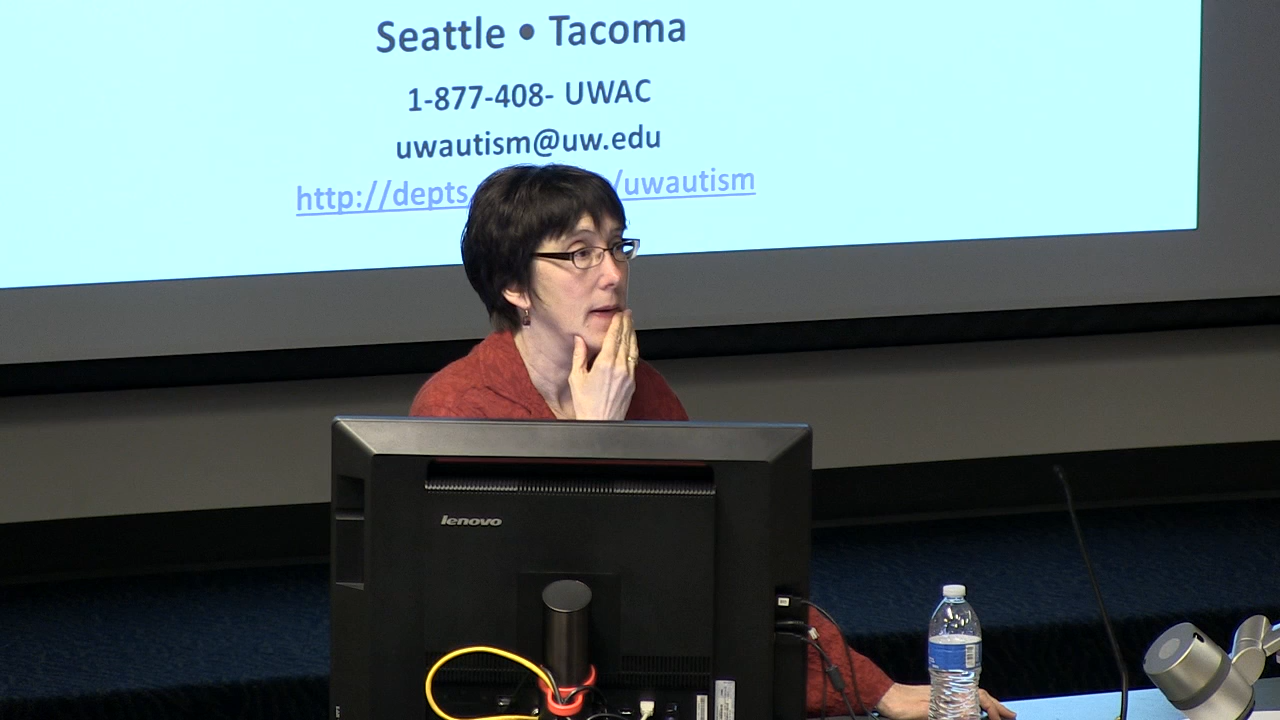 Seattle • Tacoma
1-877-408- UWAC
uwautism@uw.edu
http://depts /uwautism
lenovo